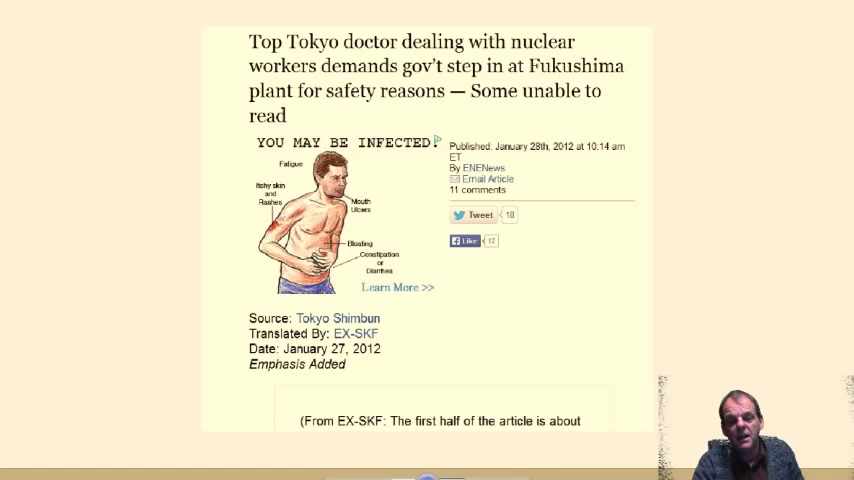 Top Tokyo doctor dealing with nuclear
workers demands gov't step in at Fukushima
plant for safety reasons — Some unable to
read
YOU MAY BE INFECTED!
Fatigue
Itchy skin
and
Rashes
Mouth
Ulcers
Bloating
Constipation
or
Diarrhea
Learn More >>
Published: January 28th, 2012 at 10:14 am
ET
By ENENews
Email Article
11 comments
Tweet 18
Like 12
Source: Tokyo Shimbun
Translated By: EX-SKF
Date: January 27, 2012
Emphasis Added
(From EX-SKF: The first half of the article is about